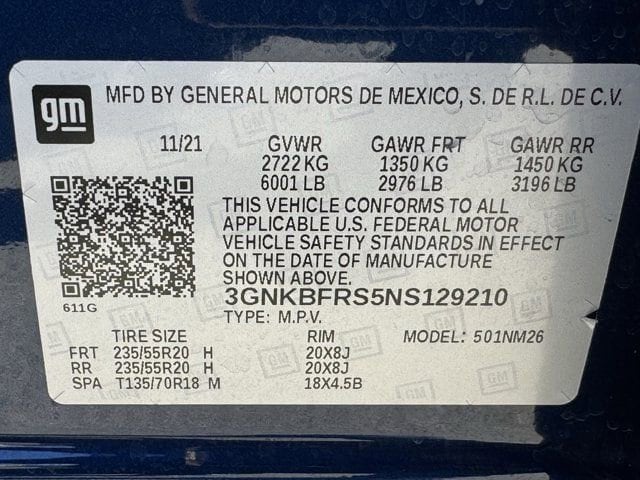 gm MFD BY GENERAL MOTORS DE MEXICO, S. DE R.L. DE C.V.
11/21 GVWR GAWR FRT GAWR RR
2722 KG 1350 KG 1450 KG
6001 LB 2976 LB 3196 LB
THIS VEHICLE CONFORMS TO ALL
APPLICABLE U.S. FEDERAL MOTOR
VEHICLE SAFETY STANDARDS IN EFFECT
ON THE DATE OF MANUFACTURE
SHOWN ABOVE.
3GNKBFRS5NS129210
611G TYPE: M.P.V.
TIRE SIZE RIM MODEL: 501NM26
FRT 235/55R20 H 20X8J
RR 235/55R20 H 20X8J
SPA T135/70R18 M 18X4.5B